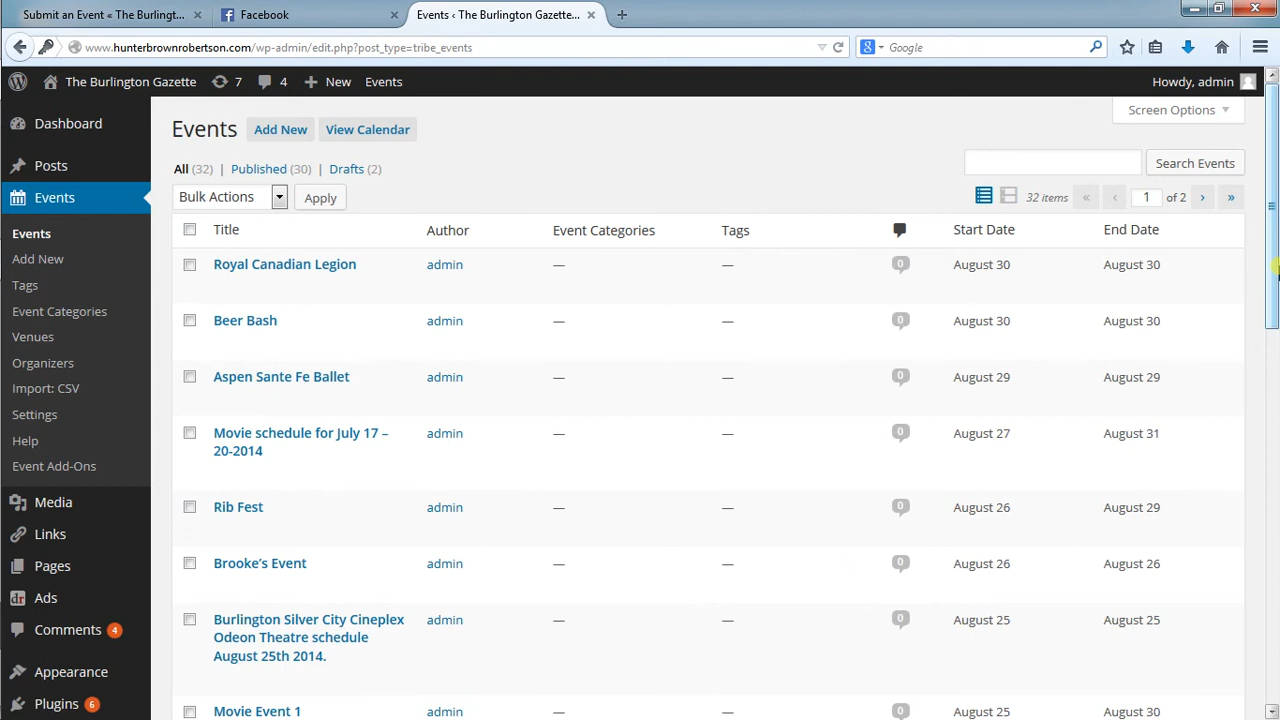 Submit an Event « The Burlingt... × Facebook × Events ‹ The Burlington Gazette... × +
www.hunterbrownrobertson.com/wp-admin/edit.php?post_type=tribe_events Google
The Burlington Gazette 7 4 + New Events Howdy, admin
Screen Options
Dashboard
Posts
Events
Events
Add New
Tags
Event Categories
Venues
Organizers
Import: CSV
Settings
Help
Event Add-Ons
Media
Links
Pages
Ads
Comments 4
Appearance
Plugins 6
Events Add New View Calendar
All (32) | Published (30) | Drafts (2) Search Events
Bulk Actions Apply 32 items « ‹ 1 of 2 › »
Title Author Event Categories Tags Start Date End Date
Royal Canadian Legion admin — — 0 August 30 August 30
Beer Bash admin — — 0 August 30 August 30
Aspen Sante Fe Ballet admin — — 0 August 29 August 29
Movie schedule for July 17 – admin — — 0 August 27 August 31
20-2014
Rib Fest admin — — 0 August 26 August 29
Brooke’s Event admin — — 0 August 26 August 26
Burlington Silver City Cineplex admin — — 0 August 25 August 25
Odeon Theatre schedule
August 25th 2014.
Movie Event 1 admin — — 0 August 25 August 30